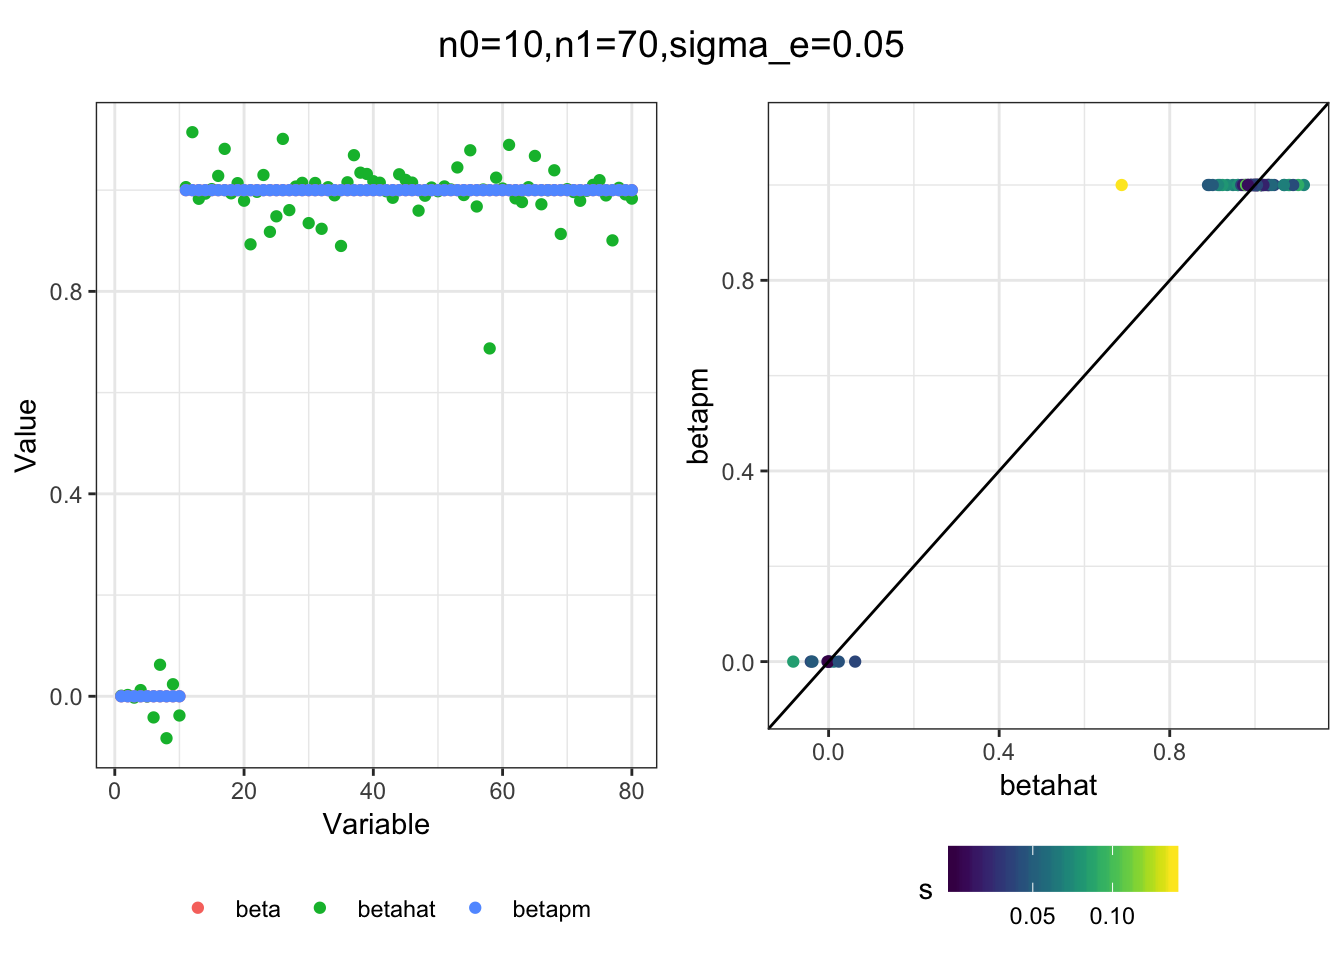 n0=10,n1=70,sigma_e=0.05
Value
0.8
0.4
0.0
0 20 40 60 80
Variable
beta betahat betapm
betapm
0.8
0.4
0.0
0.0 0.4 0.8
betahat
s
0.05 0.10